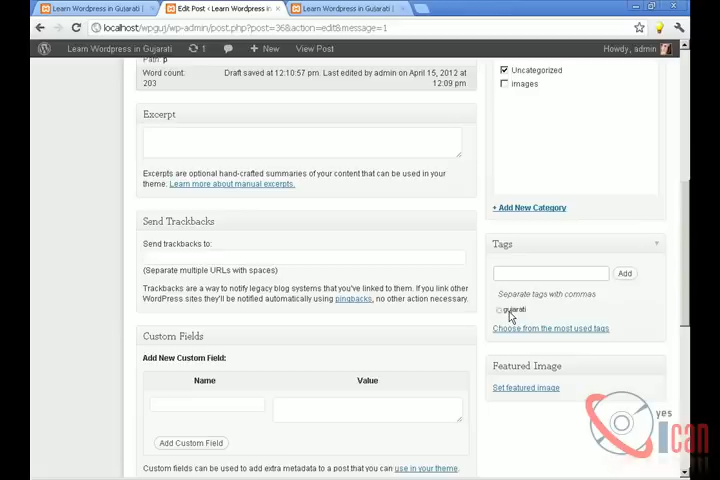 Learn Wordpress in Gujarati |
Edit Post ‹ Learn Wordpress
Learn Wordpress in Gujarati |
localhost/wpguj/wp-admin/post.php?post=36&action=edit&message=1
Learn Wordpress in Gujarati 1 + New View Post Howdy, admin
Path: p
Word count: 203
Draft saved at 12:10:57 pm. Last edited by admin on April 15, 2012 at 12:09 pm
Uncategorized
images
+ Add New Category
Excerpt
Excerpts are optional hand-crafted summaries of your content that can be used in your
theme. Learn more about manual excerpts.
Send Trackbacks
Send trackbacks to:
(Separate multiple URLs with spaces)
Trackbacks are a way to notify legacy blog systems that you've linked to them. If you link other
WordPress sites they'll be notified automatically using pingbacks, no other action necessary.
Tags
Add
Separate tags with commas
gujarati
Choose from the most used tags
Featured Image
Set featured image
Custom Fields
Add New Custom Field:
Name Value
Add Custom Field
Custom fields can be used to add extra metadata to a post that you can use in your theme.
yes
ican